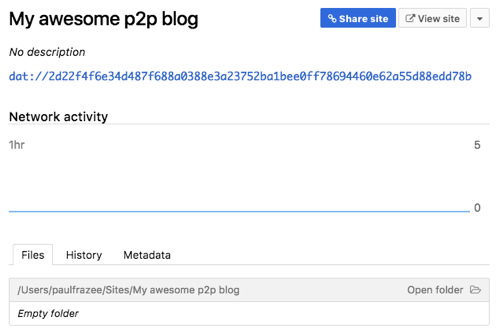 My awesome p2p blog
Share site
View site
No description
dat://2d22f4f6e34d487f688a0388e3a23752ba1bee0ff78694460e62a55d88edd78b
Network activity
1hr 5
0
Files History Metadata
/Users/paulfrazee/Sites/My awesome p2p blog Open folder
Empty folder